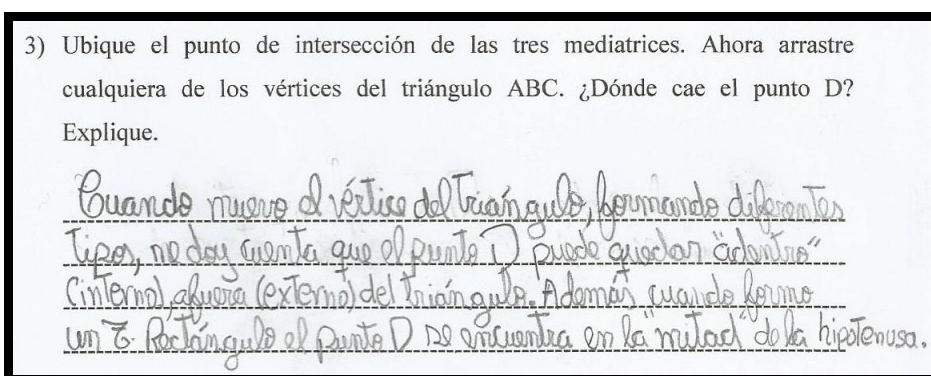 3) Ubique el punto de intersección de las tres mediatrices. Ahora arrastre
cualquiera de los vértices del triángulo ABC. ¿Dónde cae el punto D?
Explique.
Cuando muevo el vértice del triángulo, formando diferentes
tipos, me doy cuenta que el punto D puede quedar "adentro"
(interno), afuera (externo) del triángulo. Además cuando formo
un t. Rectángulo el punto D se encuentra en la "mitad" de la hipotenusa.